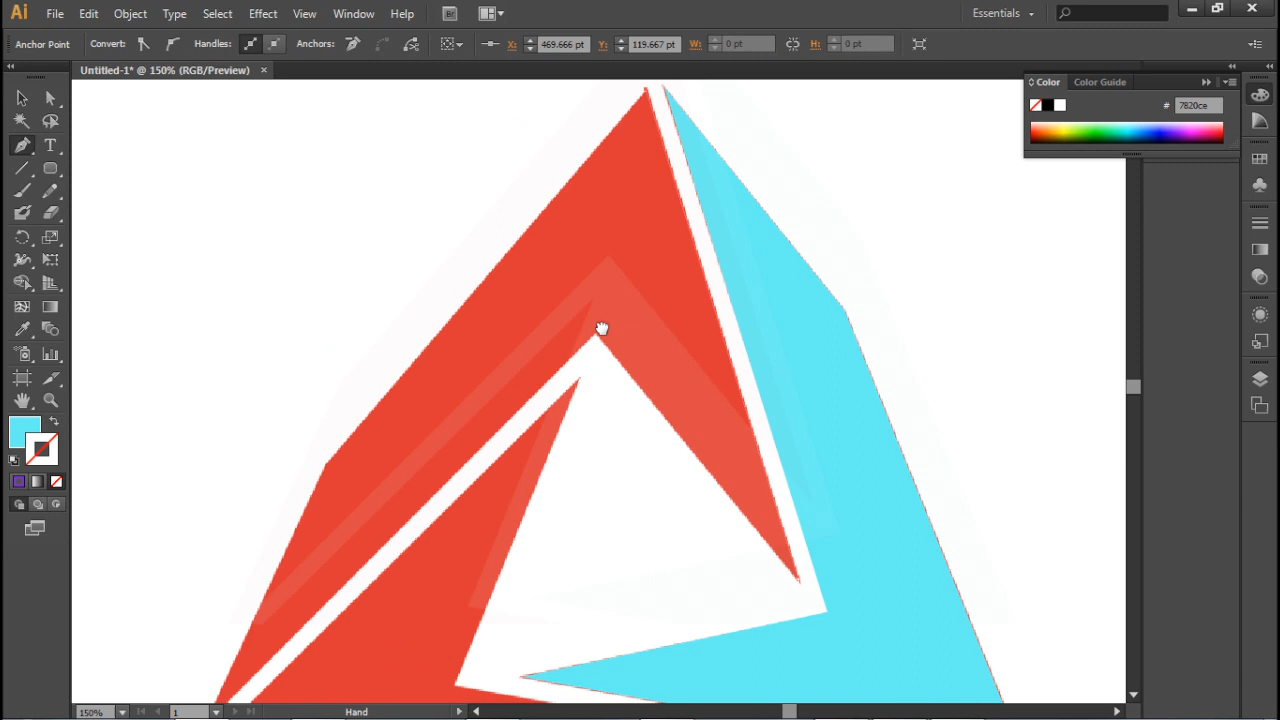 Ai File Edit Object Type Select Effect View Window Help Br Essentials
Anchor Point Convert: Handles: Anchors: X: 469.666 pt Y: 119.667 pt W: 0 pt H: 0 pt
Untitled-1* @ 150% (RGB/Preview) ×
Color Color Guide
# 7820ce
T
150% 1 Hand